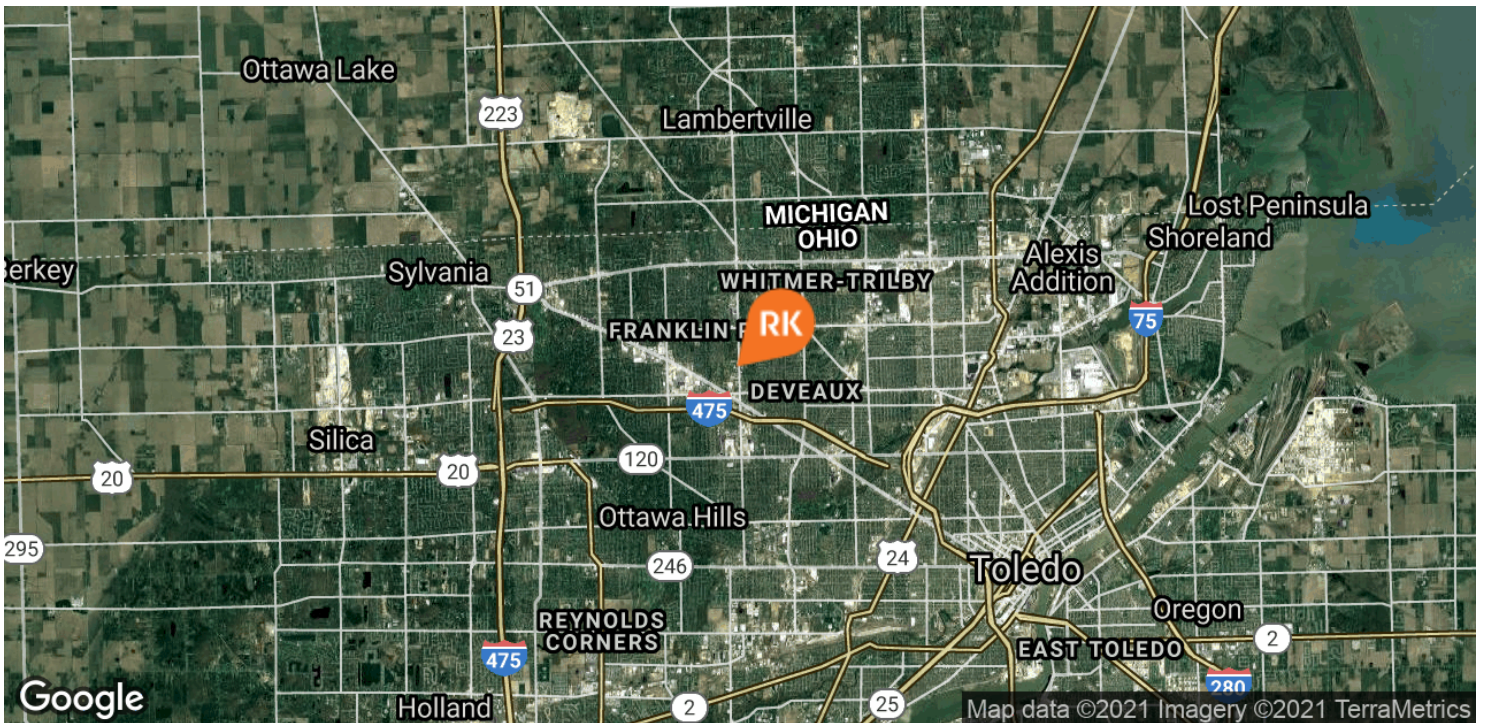 Ottawa Lake
223
Lambertville
MICHIGAN
OHIO
Lost Peninsula
Shoreland
Alexis
Addition
Sylvania
51
WHITMER-TRILBY
RK
75
23
DEVEAUX
475
Silica
20
20
120
Ottawa Hills
295
246
24
Toledo
REYNOLDS
CORNERS
Oregon
2
EAST TOLEDO
475
280
Google
Holland
2
25
Map data ©2021 Imagery ©2021 TerraMetrics
FRANKLIN